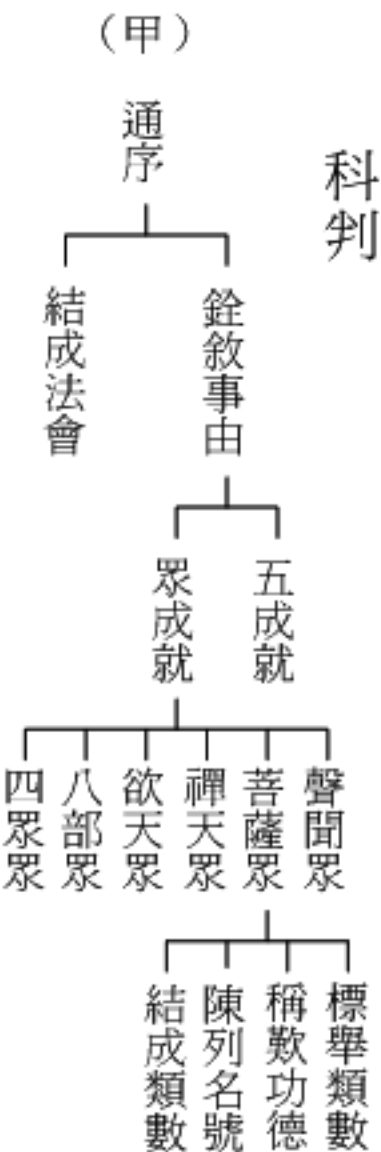 科判
（甲）
通序
銓敘事由
結成法會
五成就
眾成就
聲聞眾
菩薩眾
禪天眾
欲天眾
八部眾
四眾眾
標舉類數
稱歎功德
陳列名號
結成類數